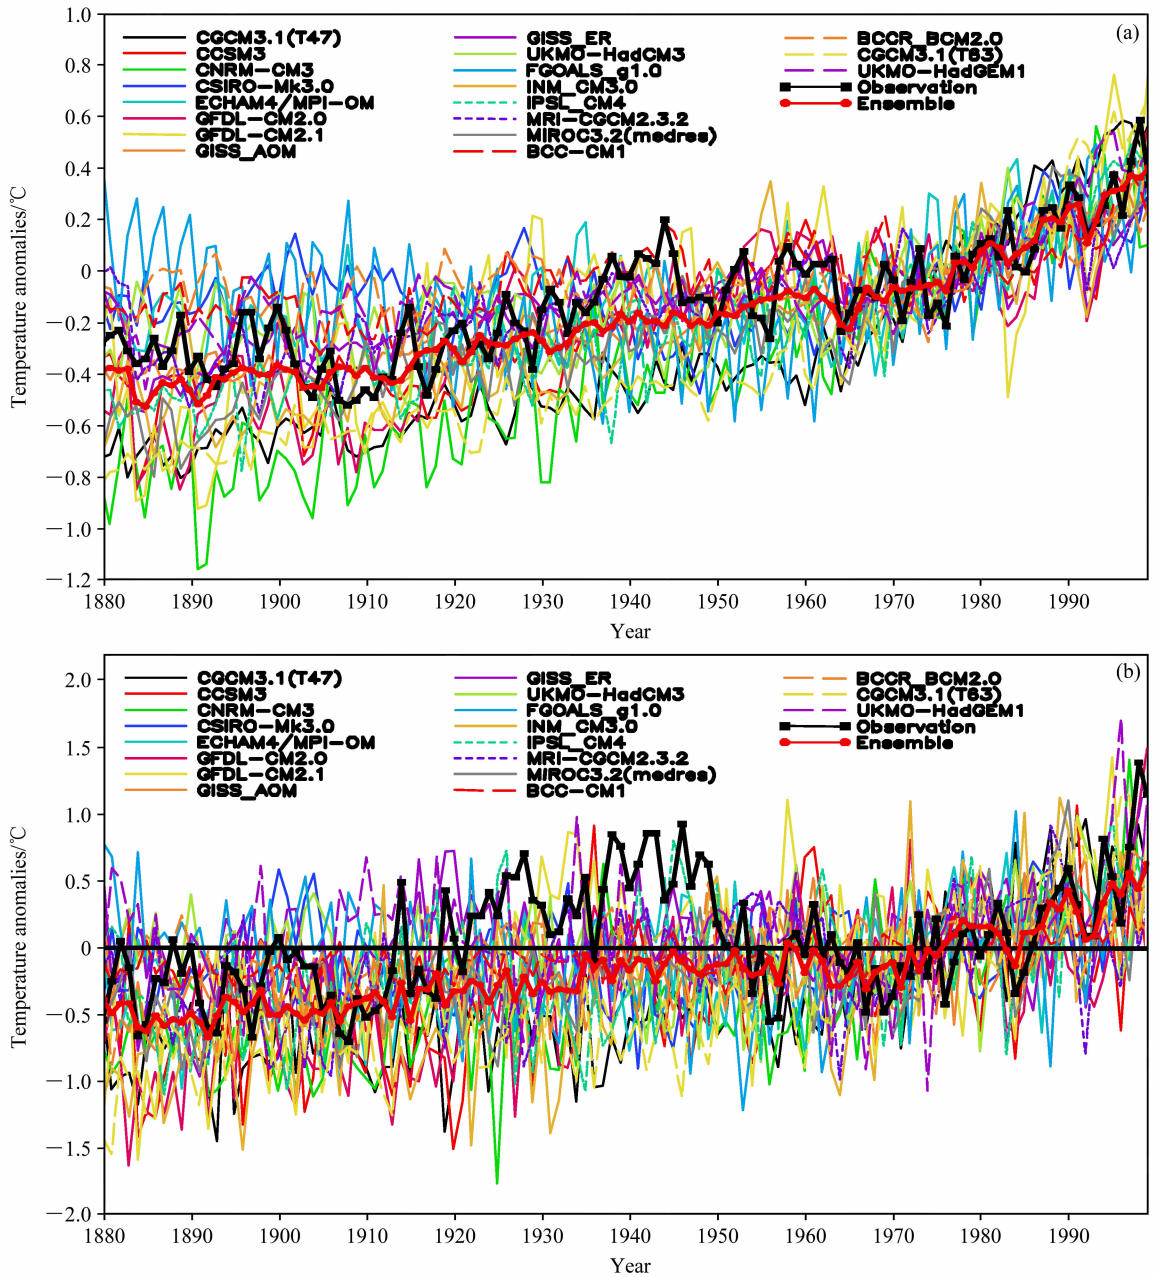 (a)
CGCM3.1(T47)
CCSM3
CNRM-CM3
CSIRO-Mk3.0
ECHAM4/MPI-OM
GFDL-CM2.0
GFDL-CM2.1
GISS_AOM
GISS_ER
UKMO-HadCM3
FGOALS_g1.0
INM_CM3.0
IPSL_CM4
MRI-CGCM2.3.2
MIROC3.2(medres)
BCC-CM1
BCCR_BCM2.0
CGCM3.1(T63)
UKMO-HadGEM1
Observation
Ensemble
Temperature anomalies/℃
1.0
0.8
0.6
0.4
0.2
0
-0.2
-0.4
-0.6
-0.8
-1.0
-1.2
1880 1890 1900 1910 1920 1930 1940 1950 1960 1970 1980 1990
Year
(b)
CGCM3.1(T47)
CCSM3
CNRM-CM3
CSIRO-Mk3.0
ECHAM4/MPI-OM
GFDL-CM2.0
GFDL-CM2.1
GISS_AOM
GISS_ER
UKMO-HadCM3
FGOALS_g1.0
INM_CM3.0
IPSL_CM4
MRI-CGCM2.3.2
MIROC3.2(medres)
BCC-CM1
BCCR_BCM2.0
CGCM3.1(T63)
UKMO-HadGEM1
Observation
Ensemble
Temperature anomalies/℃
2.0
1.5
1.0
0.5
0
-0.5
-1.0
-1.5
-2.0
1880 1890 1900 1910 1920 1930 1940 1950 1960 1970 1980 1990
Year